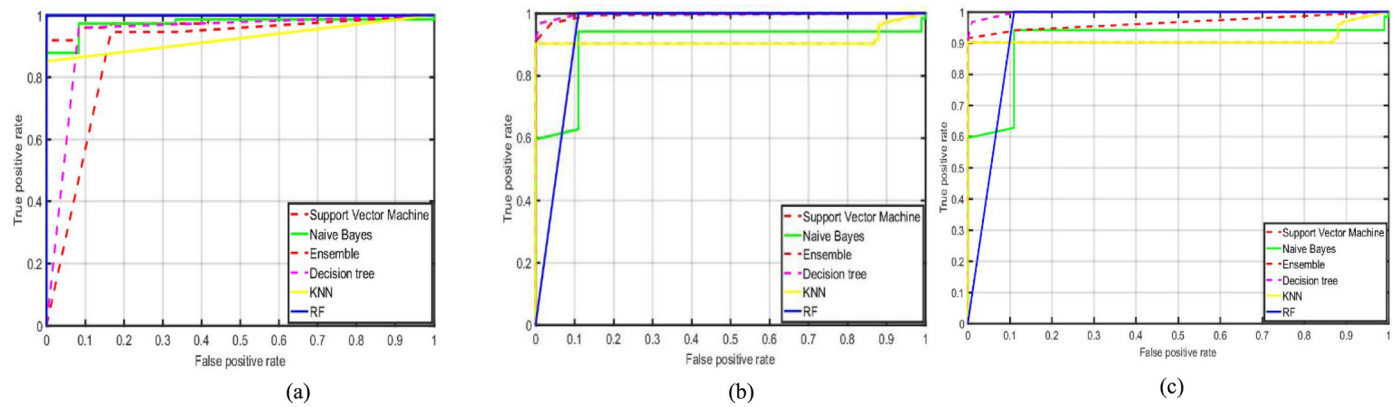 1
0.8
0.6
0.4
0.2
0
True positive rate
Support Vector Machine
Naive Bayes
Ensemble
Decision tree
KNN
RF
0 0.1 0.2 0.3 0.4 0.5 0.6 0.7 0.8 0.9 1
False positive rate
(a)
1
0.8
0.6
0.4
0.2
0
True positive rate
Support Vector Machine
Naive Bayes
Ensemble
Decision tree
KNN
RF
0 0.1 0.2 0.3 0.4 0.5 0.6 0.7 0.8 0.9 1
False positive rate
(b)
1
0.9
0.8
0.7
0.6
0.5
0.4
0.3
0.2
0.1
0
True positive rate
Support Vector Machine
Naive Bayes
Ensemble
Decision tree
KNN
RF
0 0.1 0.2 0.3 0.4 0.5 0.6 0.7 0.8 0.9 1
False positive rate
(c)